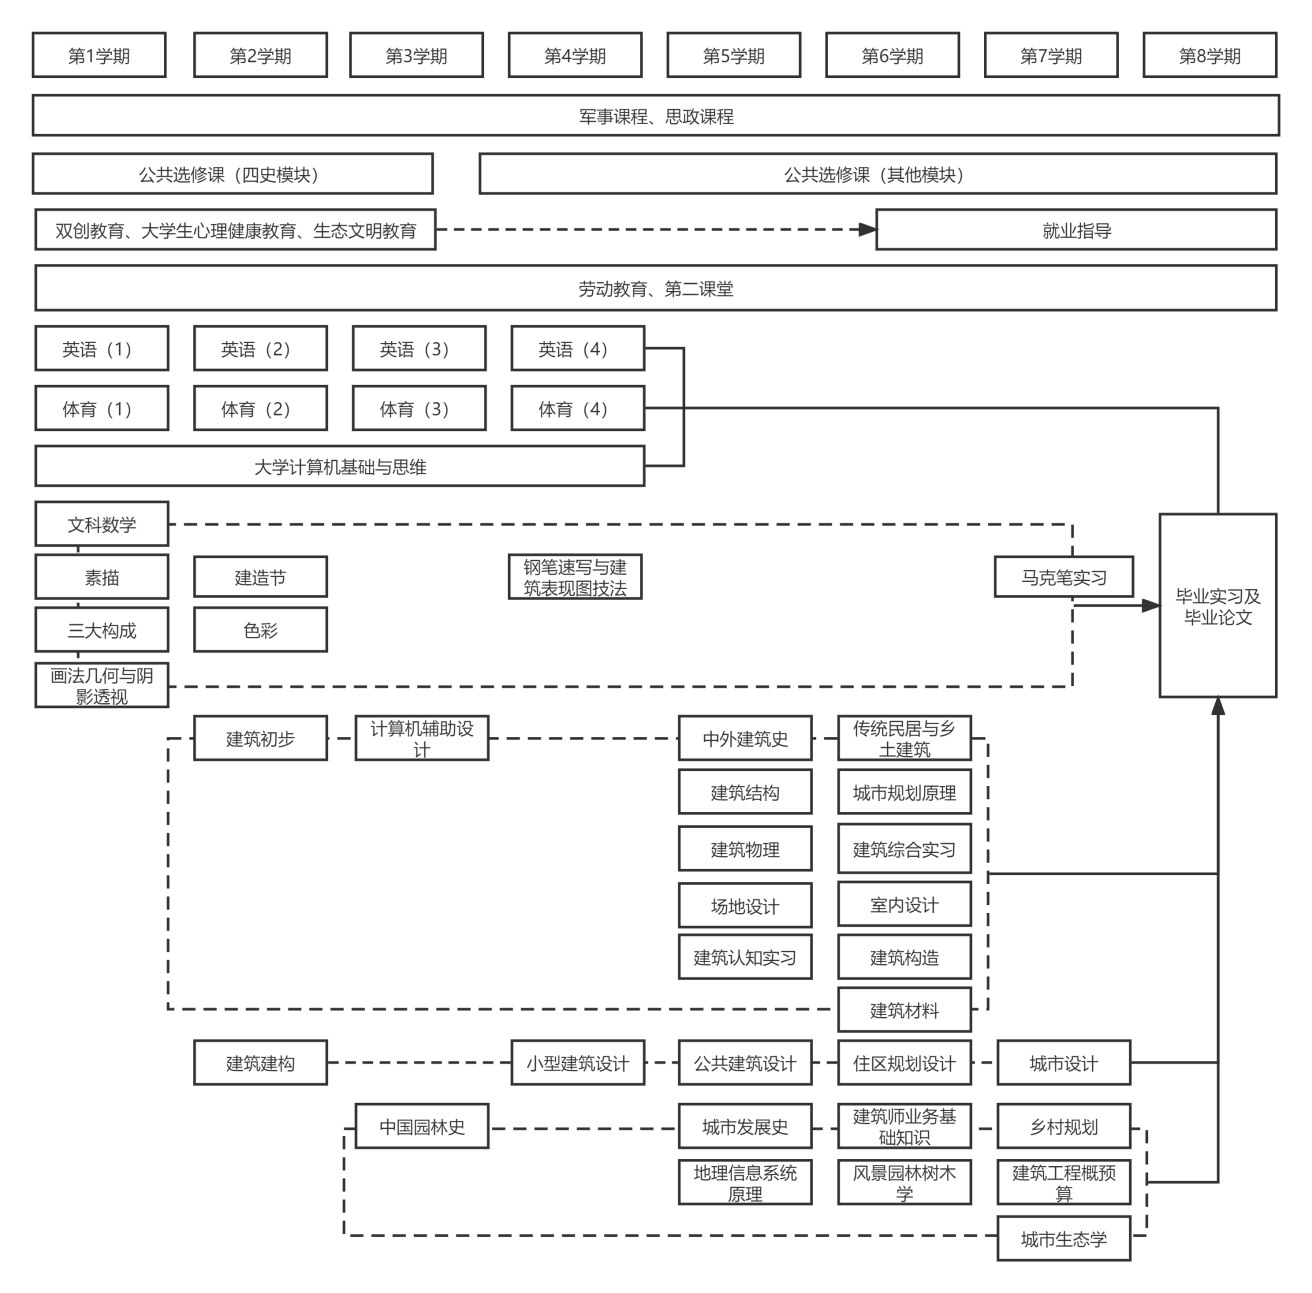 第1学期
第2学期
第3学期
第4学期
第5学期
第6学期
第7学期
第8学期
军事课程、思政课程
公共选修课（四史模块）
公共选修课（其他模块）
双创教育、大学生心理健康教育、生态文明教育
就业指导
劳动教育、第二课堂
英语（1）
英语（2）
英语（3）
英语（4）
体育（1）
体育（2）
体育（3）
体育（4）
大学计算机基础与思维
文科数学
素描
建造节
钢笔速写与建
筑表现图技法
马克笔实习
毕业实习及
毕业论文
三大构成
色彩
画法几何与阴
影透视
建筑初步
计算机辅助设
计
中外建筑史
传统民居与乡
土建筑
建筑结构
城市规划原理
建筑物理
建筑综合实习
场地设计
室内设计
建筑认知实习
建筑构造
建筑材料
建筑建构
小型建筑设计
公共建筑设计
住区规划设计
城市设计
中国园林史
城市发展史
建筑师业务基
础知识
乡村规划
地理信息系统
原理
风景园林树木
学
建筑工程概预
算
城市生态学